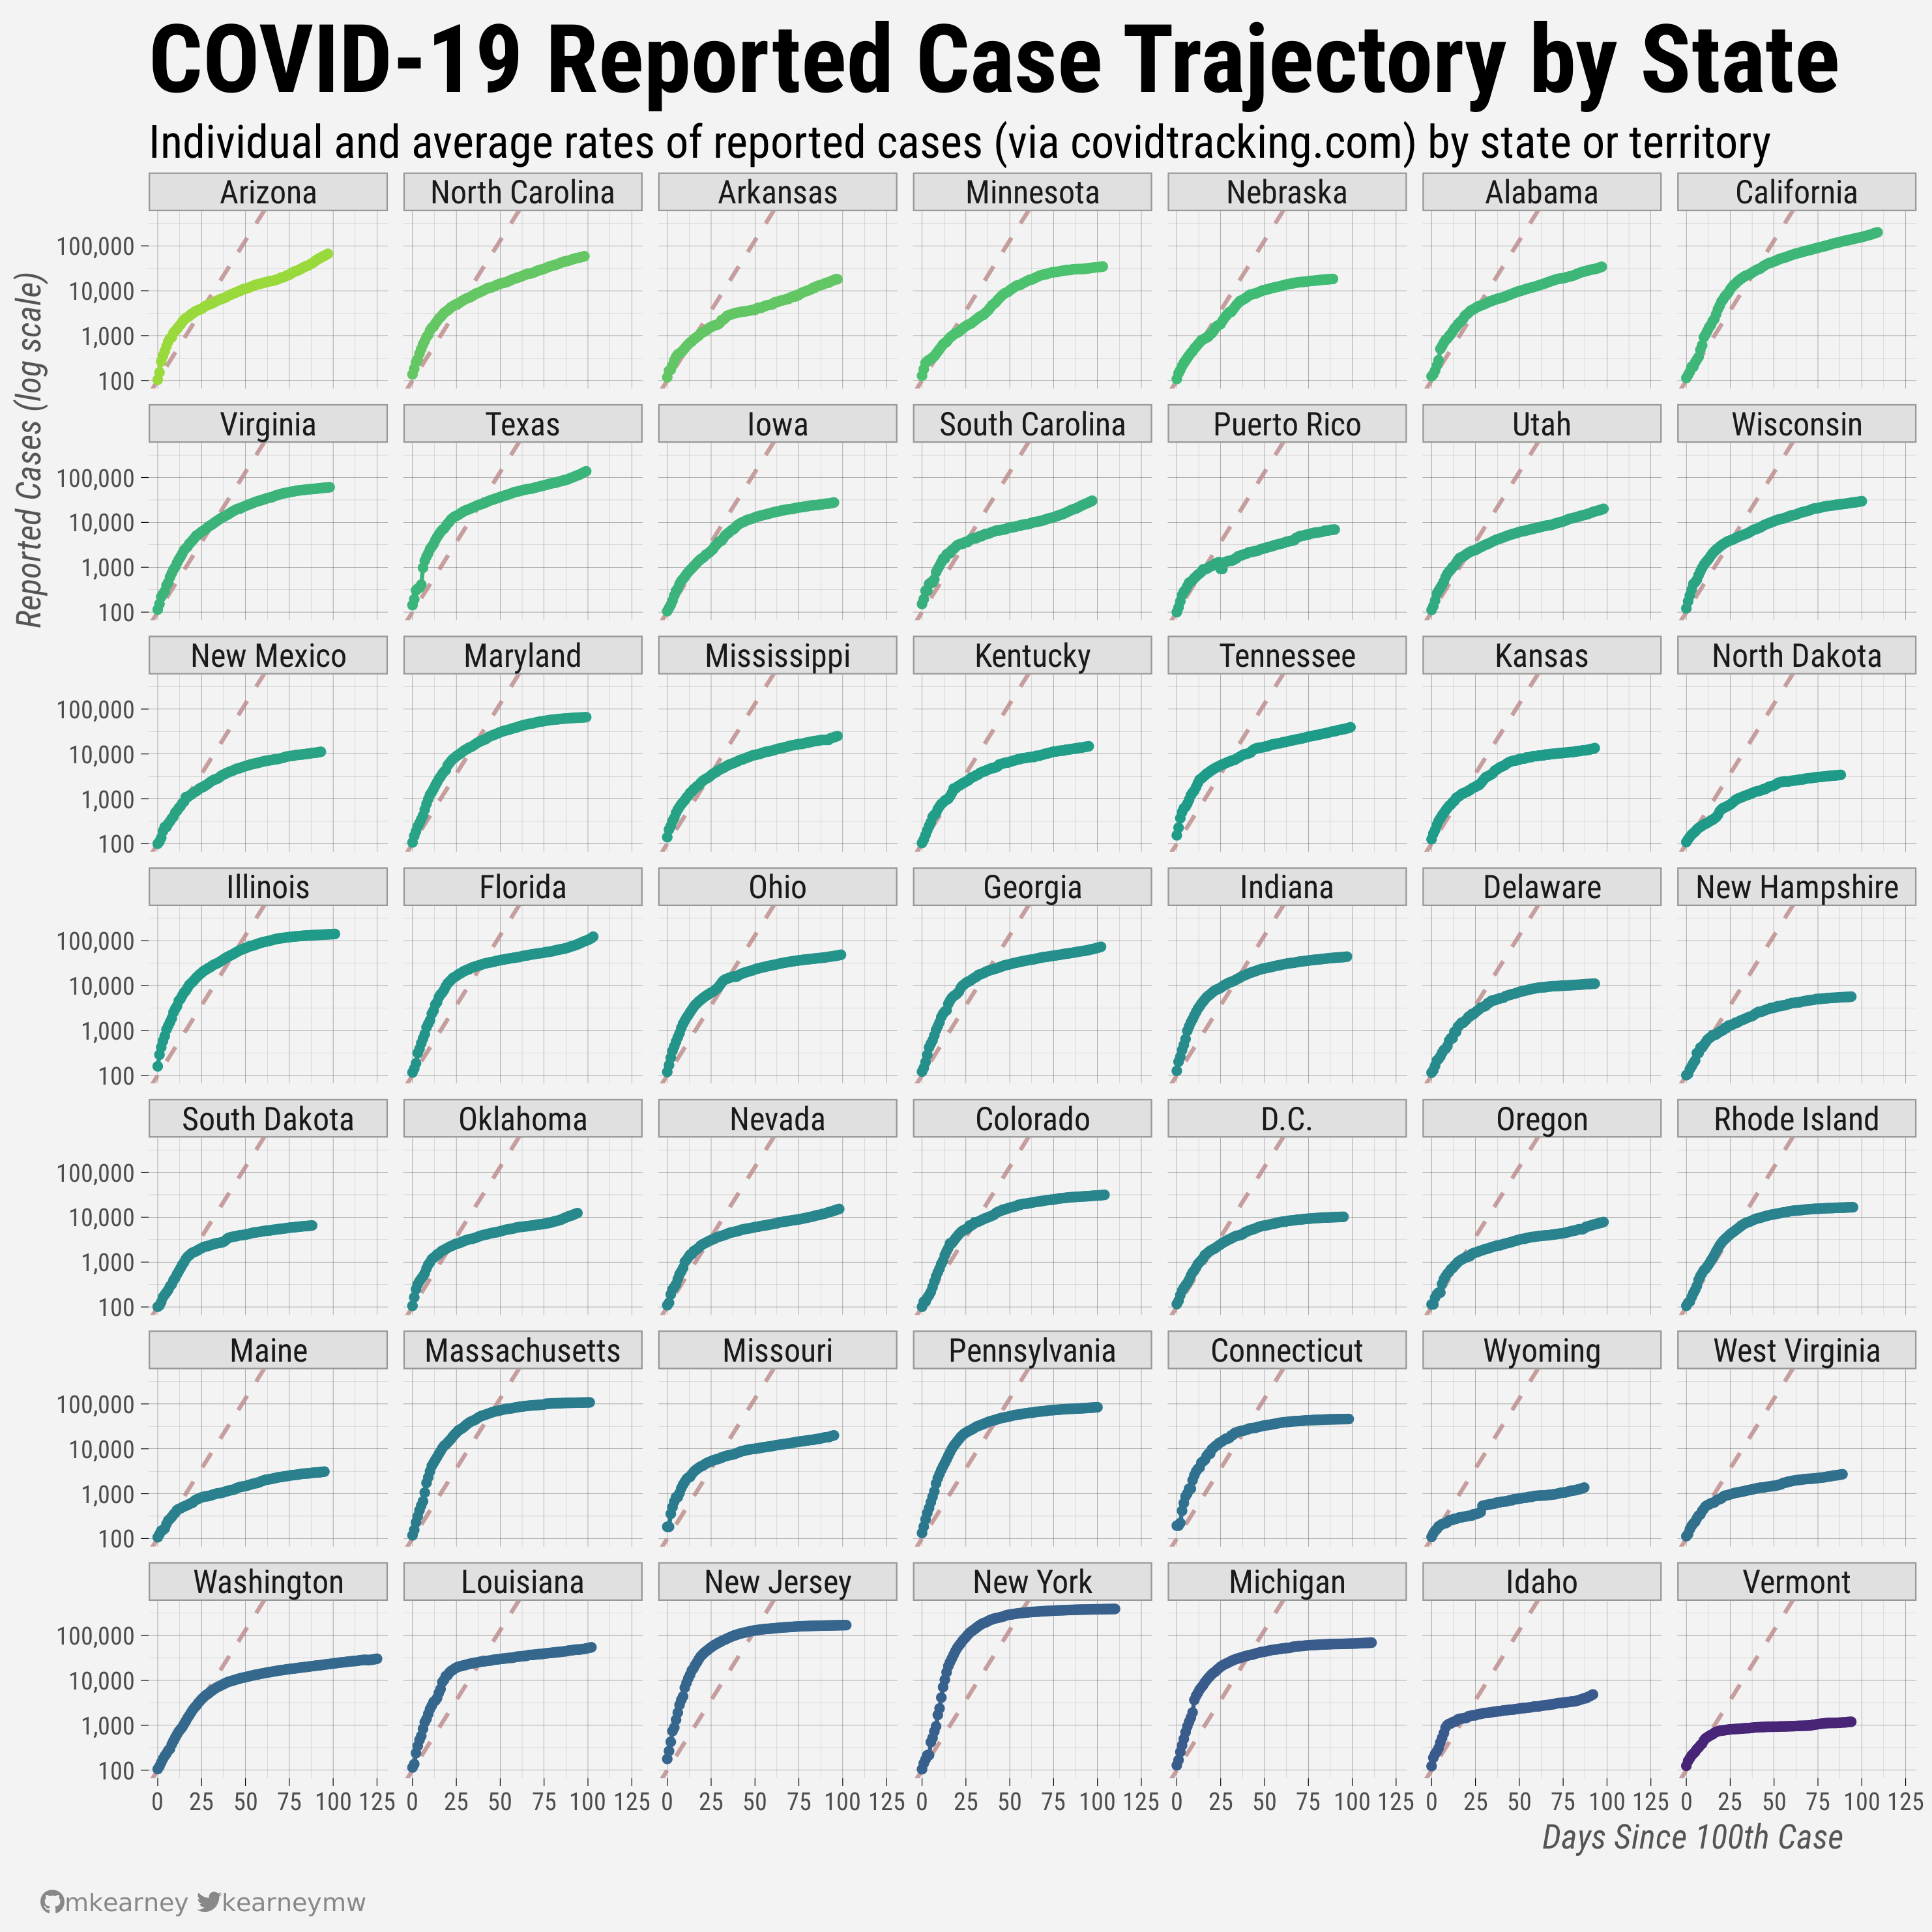 COVID-19 Reported Case Trajectory by State
Individual and average rates of reported cases (via covidtracking.com) by state or territory
Reported Cases (log scale)
Arizona North Carolina Arkansas Minnesota Nebraska Alabama California
100,000
10,000
1,000
100
Virginia Texas Iowa South Carolina Puerto Rico Utah Wisconsin
100,000
10,000
1,000
100
New Mexico Maryland Mississippi Kentucky Tennessee Kansas North Dakota
100,000
10,000
1,000
100
Illinois Florida Ohio Georgia Indiana Delaware New Hampshire
100,000
10,000
1,000
100
South Dakota Oklahoma Nevada Colorado D.C. Oregon Rhode Island
100,000
10,000
1,000
100
Maine Massachusetts Missouri Pennsylvania Connecticut Wyoming West Virginia
100,000
10,000
1,000
100
Washington Louisiana New Jersey New York Michigan Idaho Vermont
100,000
10,000
1,000
100
0 25 50 75 100 125 0 25 50 75 100 125 0 25 50 75 100 125 0 25 50 75 100 125 0 25 50 75 100 125 0 25 50 75 100 125 0 25 50 75 100 125
Days Since 100th Case
mkearney kearneymw